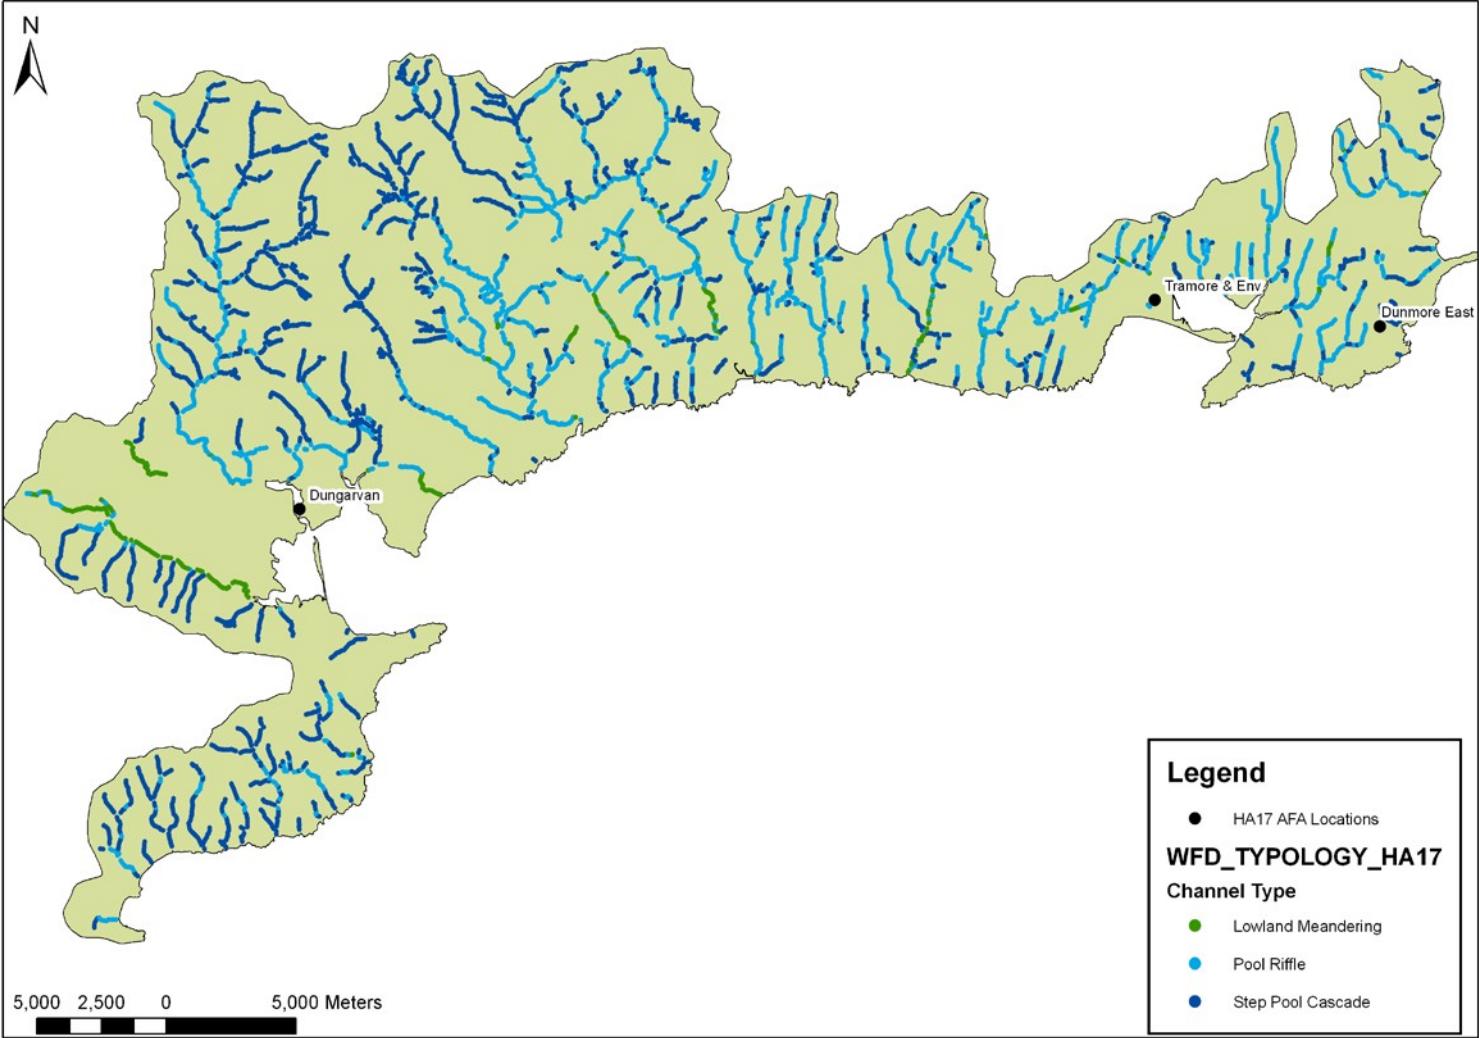 N
Tramore & Env
Dunmore East
Dungarvan
Legend
HA17 AFA Locations
WFD_TYPOLOGY_HA17
Channel Type
Lowland Meandering
Pool Riffle
Step Pool Cascade
5,000 2,500 0 5,000 Meters